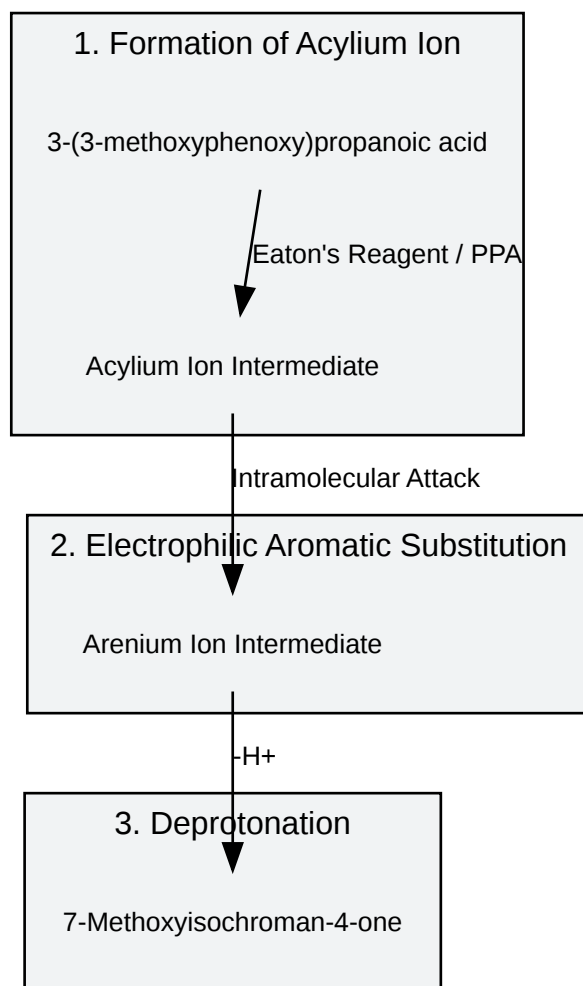 1. Formation of Acylium Ion
3-(3-methoxyphenoxy)propanoic acid
Eaton's Reagent / PPA
Acylium Ion Intermediate
Intramolecular Attack
2. Electrophilic Aromatic Substitution
Arenium Ion Intermediate
-H+
3. Deprotonation
7-Methoxyisochroman-4-one